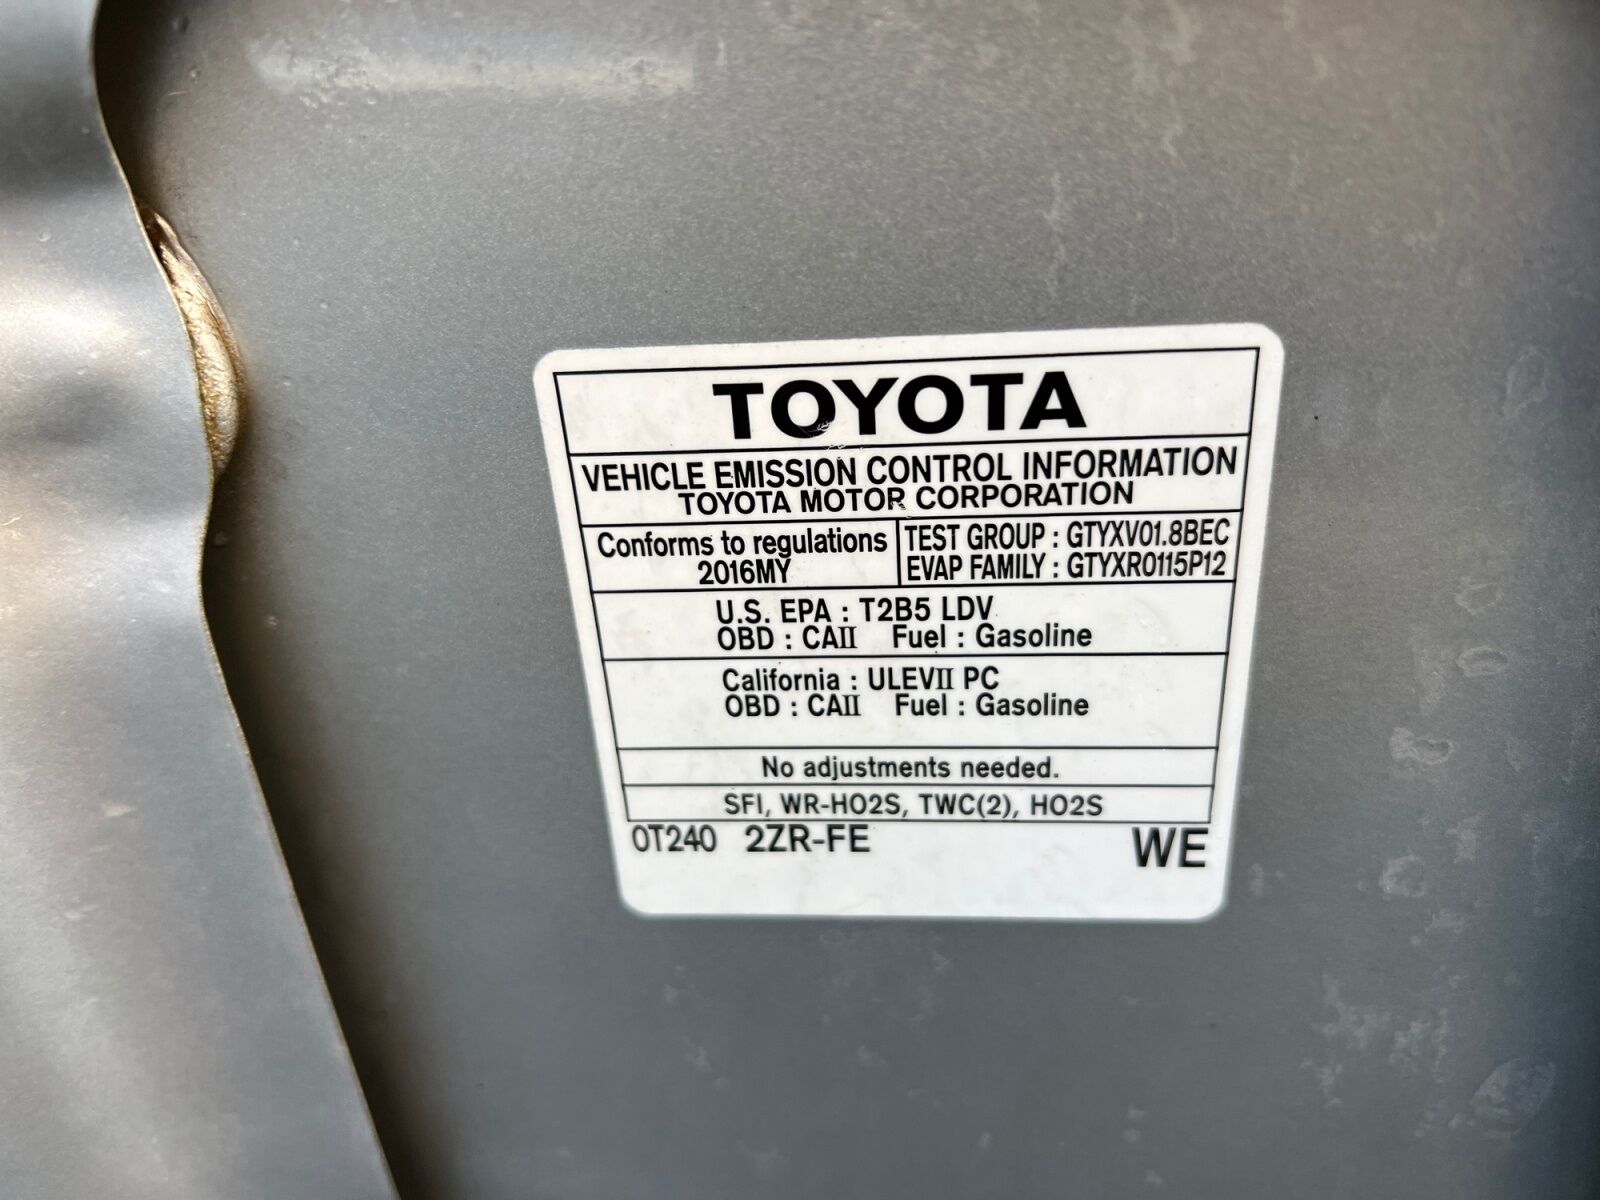 TOYOTA
VEHICLE EMISSION CONTROL INFORMATION
TOYOTA MOTOR CORPORATION
Conforms to regulations
2016MY
TEST GROUP : GTYXV01.8BEC
EVAP FAMILY : GTYXR0115P12
U.S. EPA : T2B5 LDV
OBD : CAII Fuel : Gasoline
California : ULEVII PC
OBD : CAII Fuel : Gasoline
No adjustments needed.
SFI, WR-HO2S, TWC(2), HO2S
0T240 2ZR-FE WE